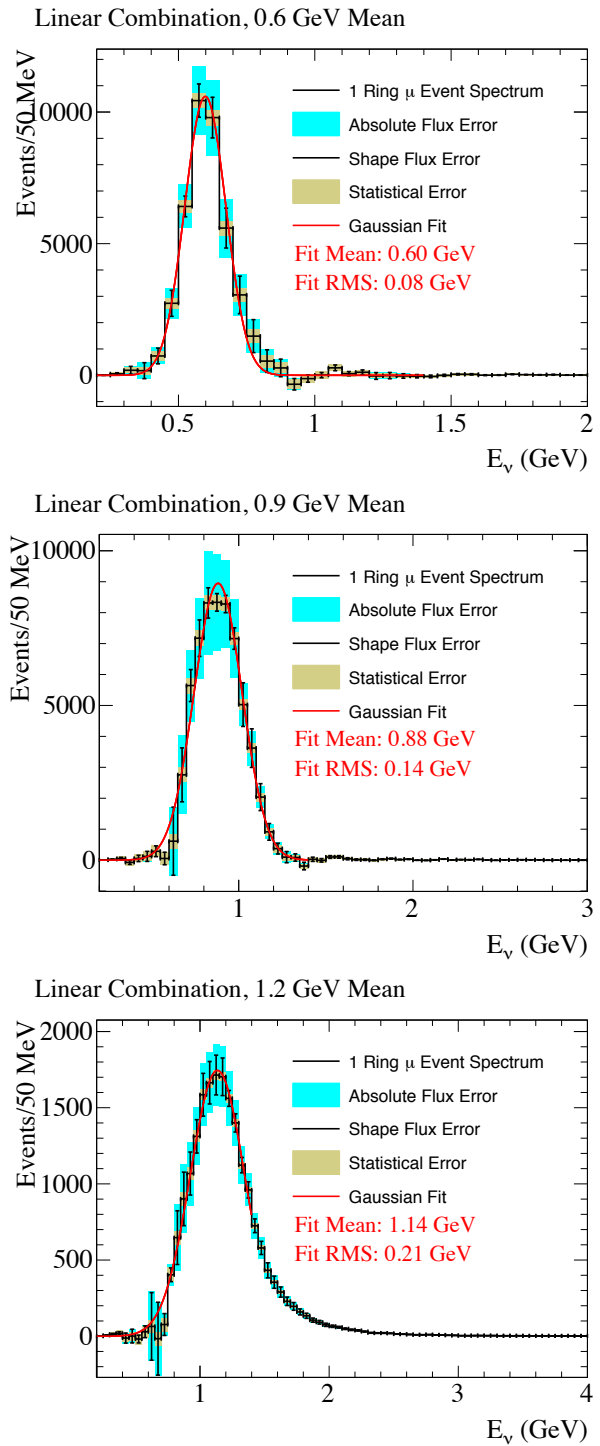 Linear Combination, 0.6 GeV Mean
Events/50 MeV
10000
5000
0
1 Ring μ Event Spectrum
Absolute Flux Error
Shape Flux Error
Statistical Error
Gaussian Fit
Fit Mean: 0.60 GeV
Fit RMS: 0.08 GeV
0.5 1 1.5 2
E_ν (GeV)
Linear Combination, 0.9 GeV Mean
Events/50 MeV
10000
5000
0
1 Ring μ Event Spectrum
Absolute Flux Error
Shape Flux Error
Statistical Error
Gaussian Fit
Fit Mean: 0.88 GeV
Fit RMS: 0.14 GeV
1 2 3
E_ν (GeV)
Linear Combination, 1.2 GeV Mean
Events/50 MeV
2000
1500
1000
500
0
1 Ring μ Event Spectrum
Absolute Flux Error
Shape Flux Error
Statistical Error
Gaussian Fit
Fit Mean: 1.14 GeV
Fit RMS: 0.21 GeV
1 2 3 4
E_ν (GeV)